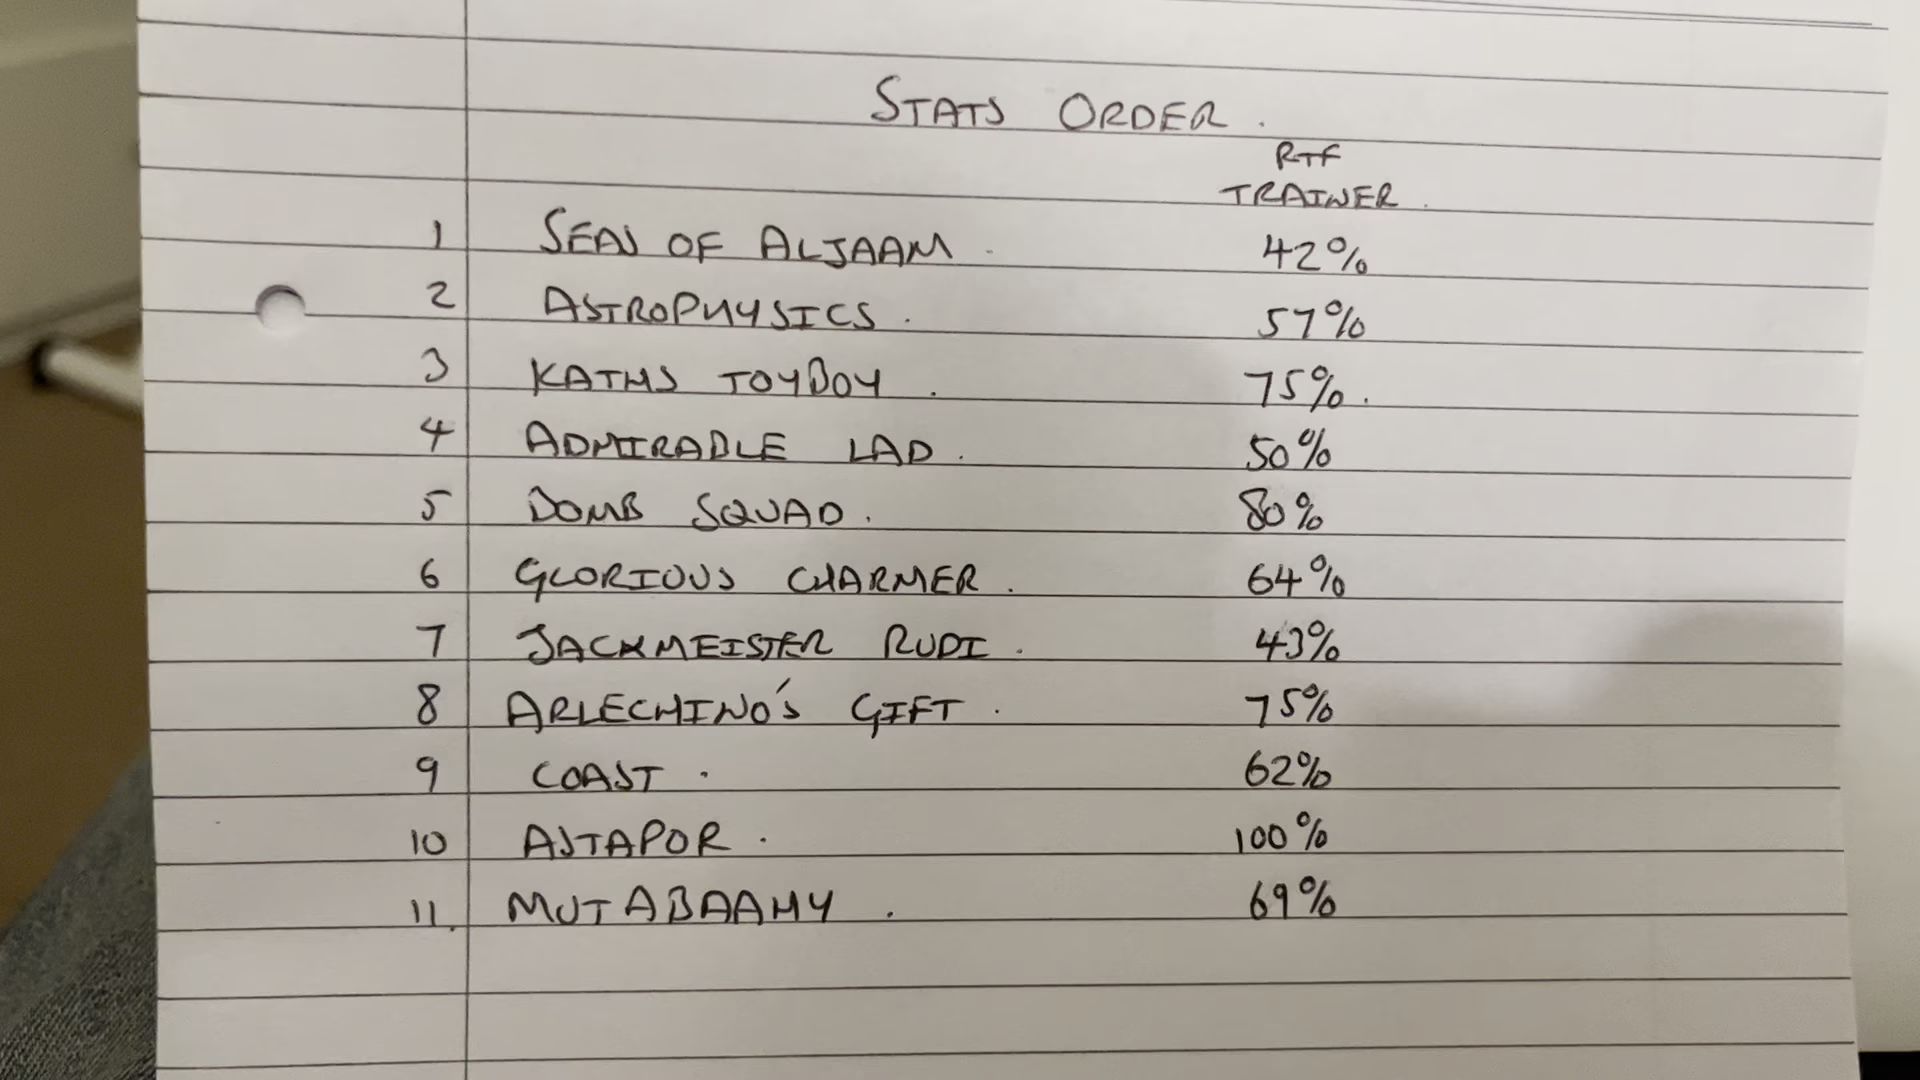 STATS ORDER.
RTF
TRAINER.
1 SEAS OF ALJAAM. 42%
2 ASTROPHYSICS. 57%
3 KATHS TOYBOY. 75%.
4 ADMIRABLE LAD. 50%
5 BOMB SQUAD. 80%
6 GLORIOUS CHARMER. 64%
7 JACKMEISTER RUDI. 43%
8 ARLECHINO'S GIFT. 75%
9 COAST. 62%
10 ASTAPOR. 100%
11. MUTABAAHY. 69%